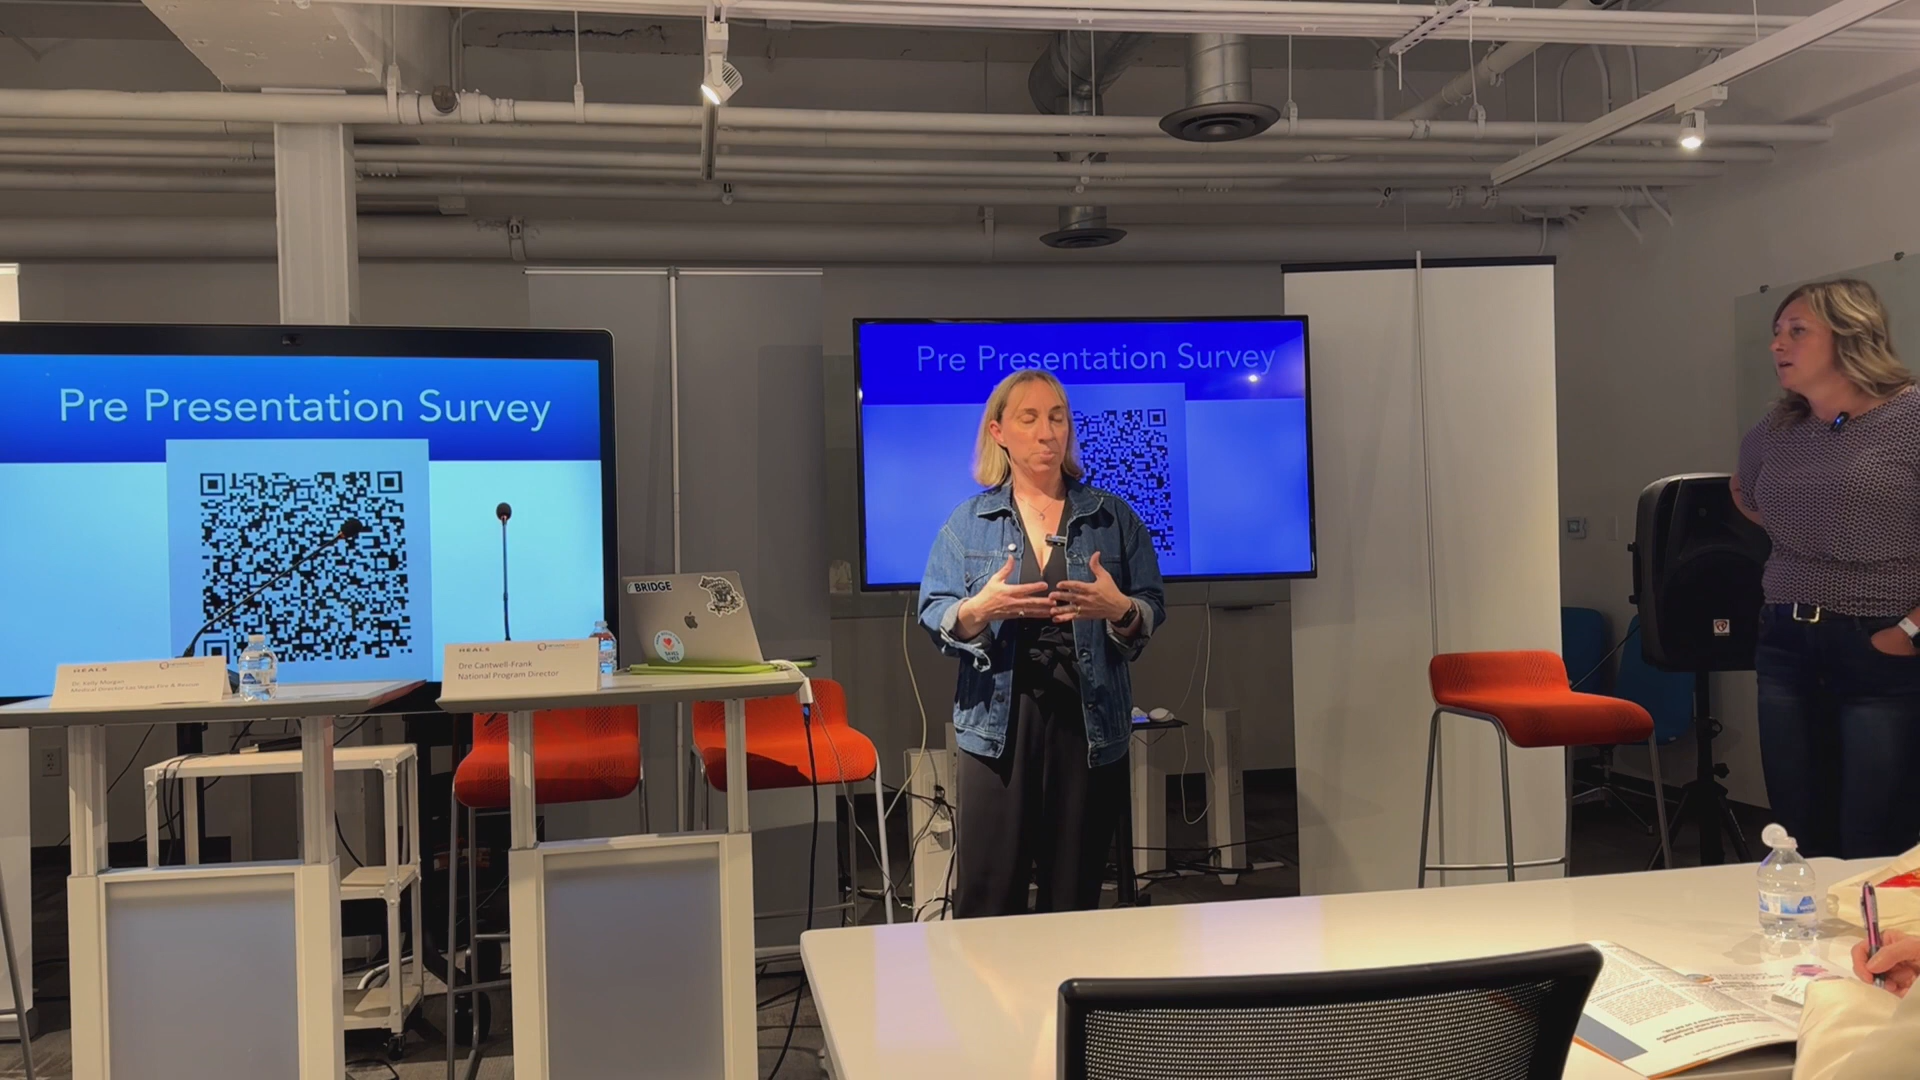 Pre Presentation Survey
Pre Presentation Survey
BRIDGE
HEALS
Dr. Kelly Morgan
Medical Director Las Vegas Fire & Rescue
HEALS
Dre Cantwell-Frank
National Program Director